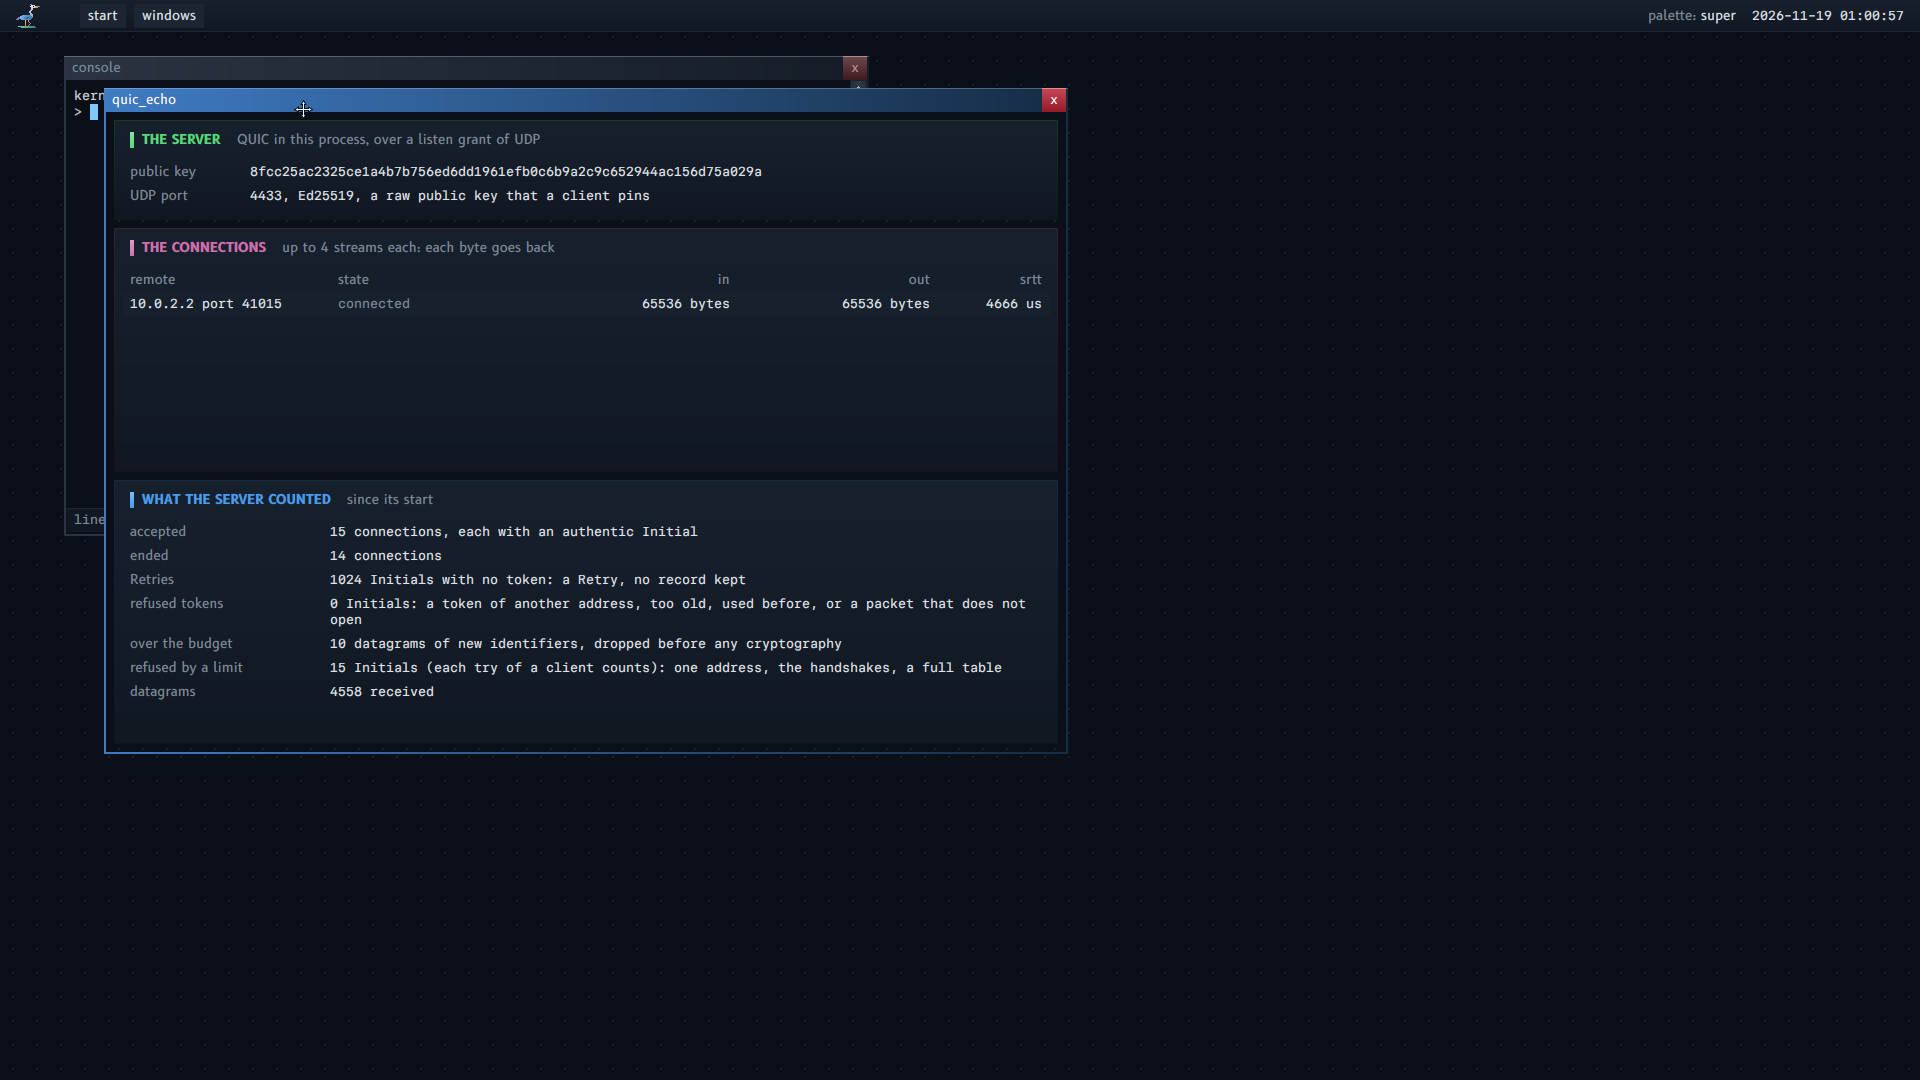 start windows palette: super 2026-11-19 01:00:57
console x
kern
>
line
quic_echo x
THE SERVER QUIC in this process, over a listen grant of UDP
public key 8fcc25ac2325ce1a4b7b756ed6dd1961efb0c6b9a2c9c652944ac156d75a029a
UDP port 4433, Ed25519, a raw public key that a client pins
THE CONNECTIONS up to 4 streams each: each byte goes back
remote state in out srtt
10.0.2.2 port 41015 connected 65536 bytes 65536 bytes 4666 us
WHAT THE SERVER COUNTED since its start
accepted 15 connections, each with an authentic Initial
ended 14 connections
Retries 1024 Initials with no token: a Retry, no record kept
refused tokens 0 Initials: a token of another address, too old, used before, or a packet that does not
open
over the budget 10 datagrams of new identifiers, dropped before any cryptography
refused by a limit 15 Initials (each try of a client counts): one address, the handshakes, a full table
datagrams 4558 received